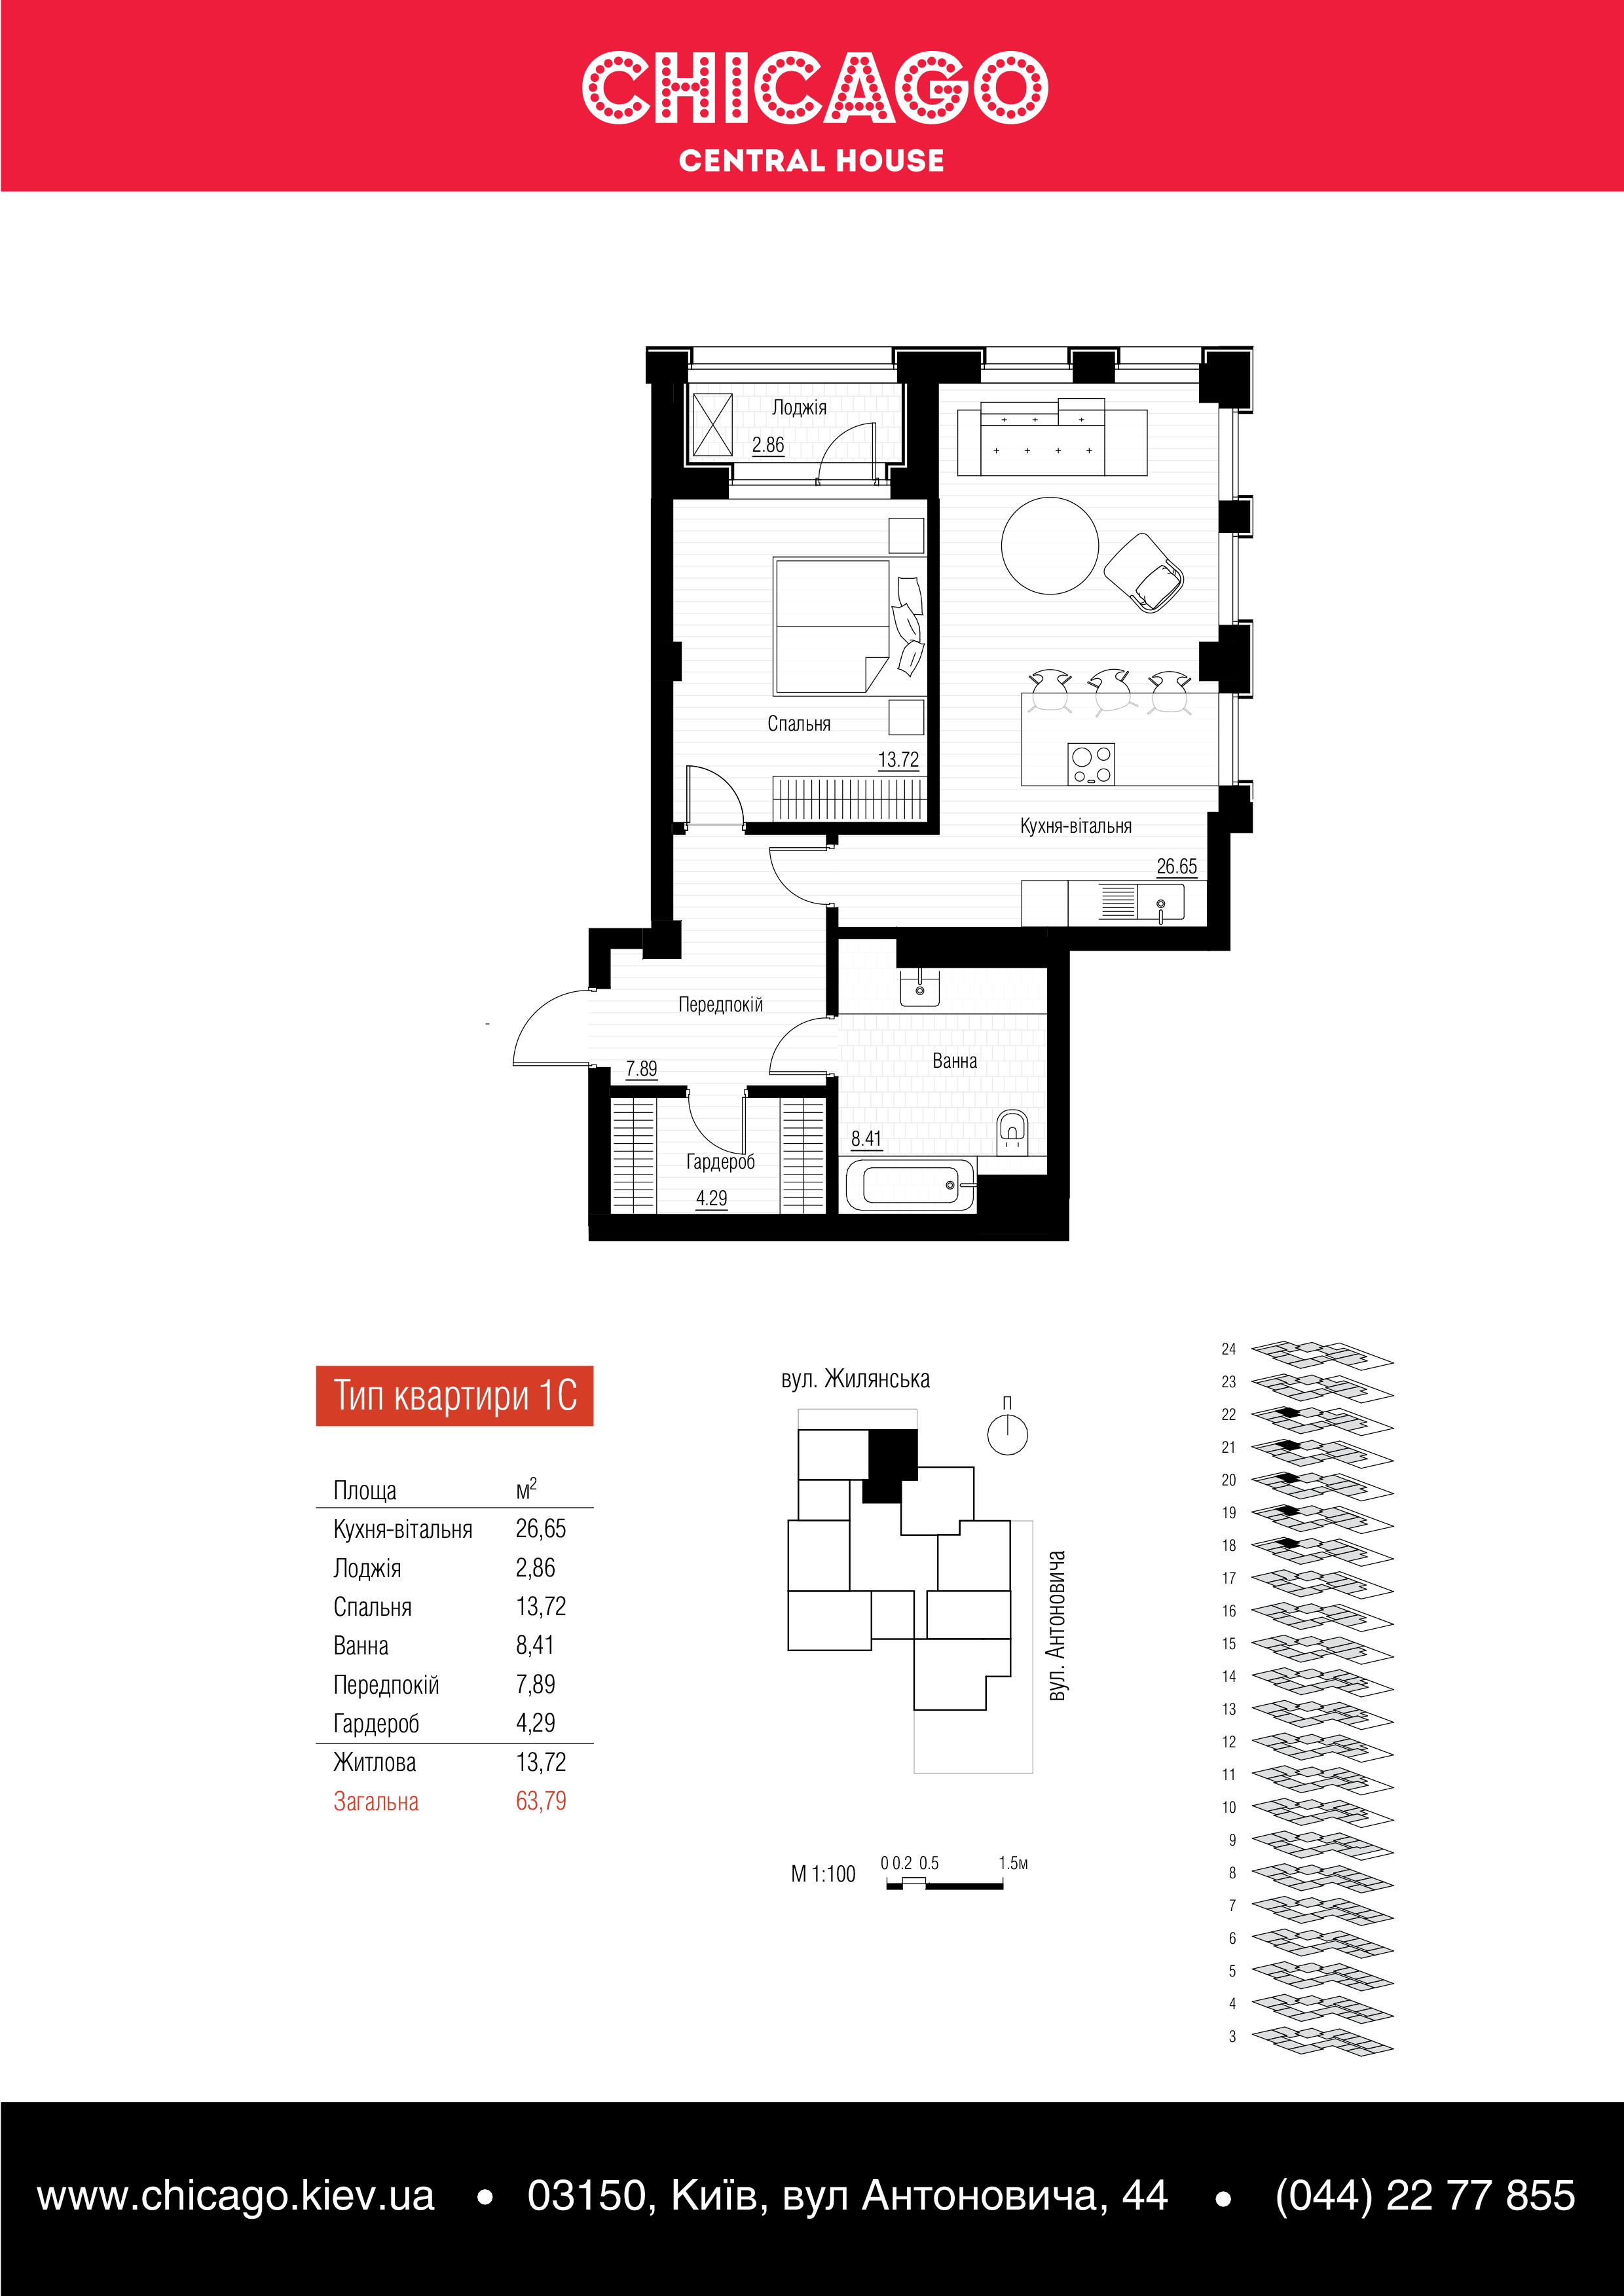 CHICAGO
CENTRAL HOUSE
Лоджія
2.86
Спальня
13.72
Кухня-вітальня
26.65
Передпокій
7.89
Ванна
8.41
Гардероб
4.29
Тип квартири 1С
Площа м²
Кухня-вітальня 26,65
Лоджія 2,86
Спальня 13,72
Ванна 8,41
Передпокій 7,89
Гардероб 4,29
Житлова 13,72
Загальна 63,79
вул. Жилянська
П
вул. Антоновича
М 1:100
0 0.2 0.5 1.5м
24
23
22
21
20
19
18
17
16
15
14
13
12
11
10
9
8
7
6
5
4
3
www.chicago.kiev.ua • 03150, Київ, вул Антоновича, 44 • (044) 22 77 855